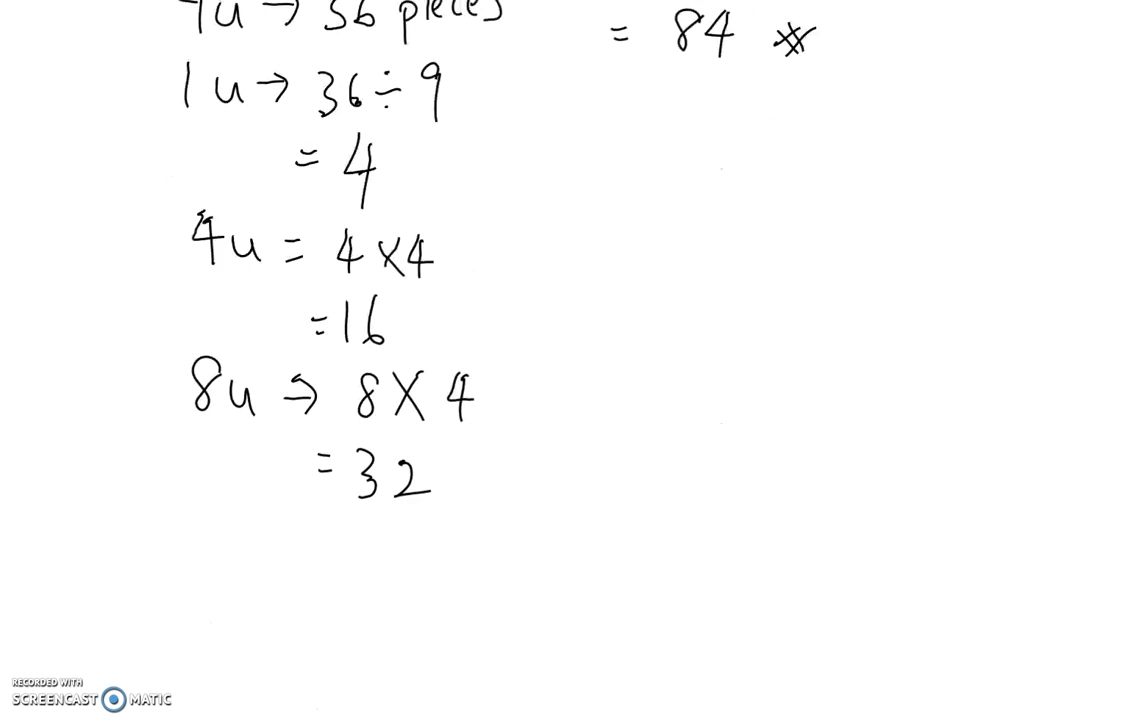 u → 36 pieces
1u → 36 ÷ 9
= 4
4u = 4 × 4
= 16
8u → 8 × 4
= 32
= 84 ※
RECORDED WITH
SCREENCAST MATIC